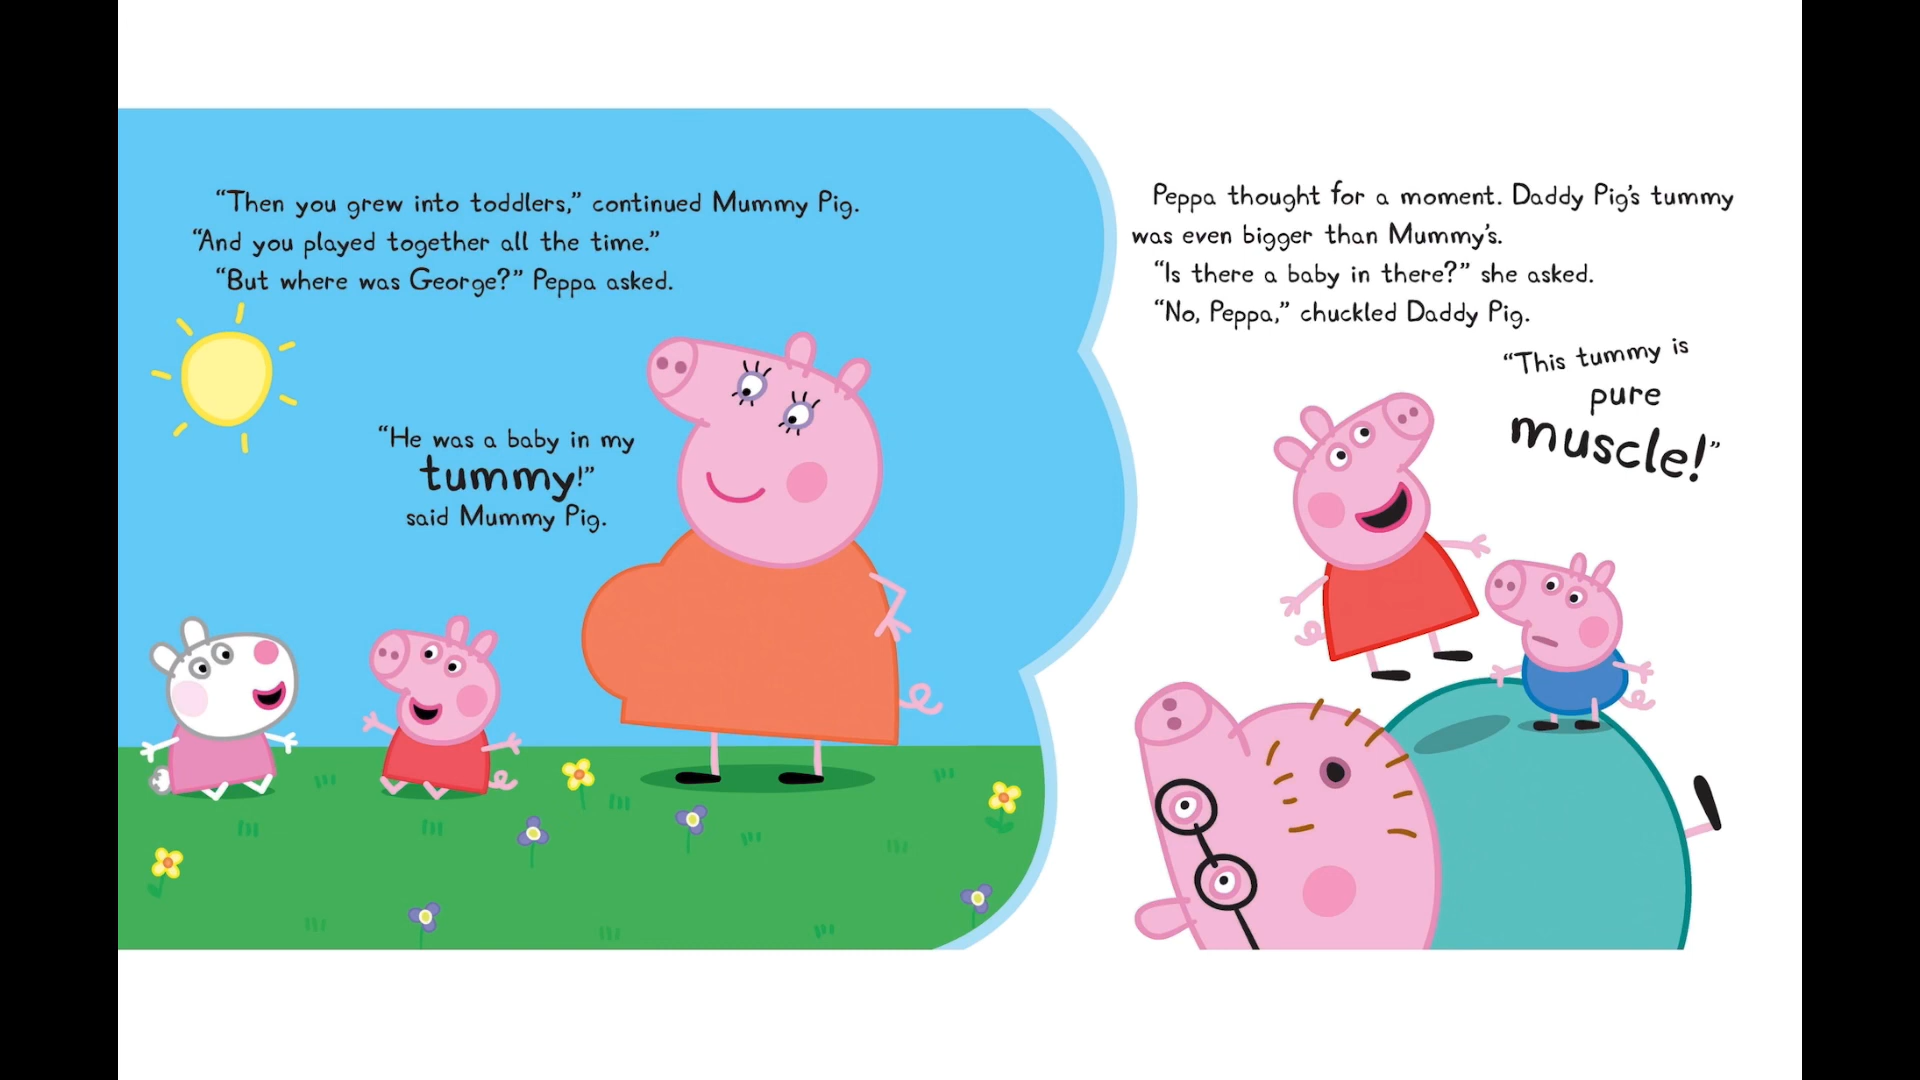 “Then you grew into toddlers,” continued Mummy Pig.
“And you played together all the time.”
“But where was George?” Peppa asked.
“He was a baby in my
tummy!”
said Mummy Pig.
Peppa thought for a moment. Daddy Pig’s tummy
was even bigger than Mummy’s.
“Is there a baby in there?” she asked.
“No, Peppa,” chuckled Daddy Pig.
“This tummy is
pure
muscle!”